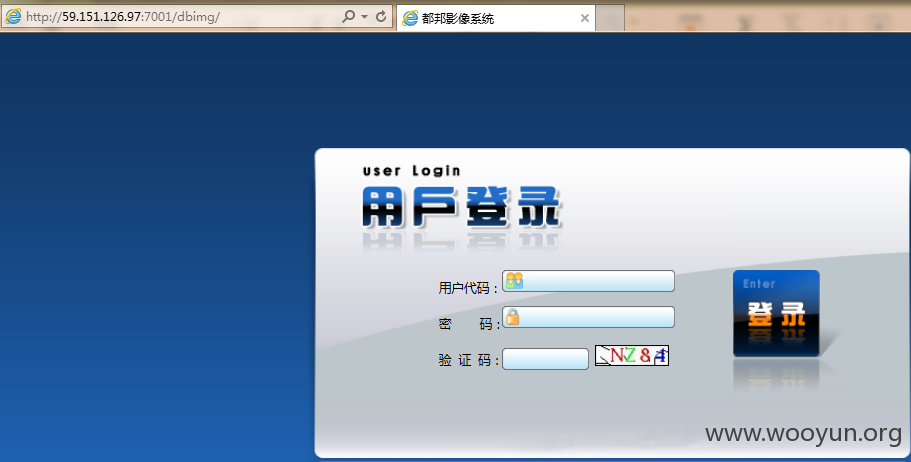 http://59.151.126.97:7001/dbimg/
都邦影像系统
user Login
用戶登录
用户代码：
Enter
登录
密 码：
验 证 码：
NZ84
www.wooyun.org